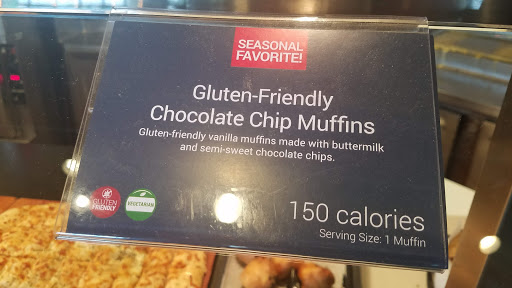 SEASONAL
FAVORITE!
Gluten-Friendly
Chocolate Chip Muffins
Gluten-friendly vanilla muffins made with buttermilk
and semi-sweet chocolate chips.
GLUTEN
FRIENDLY
VEGETARIAN
150 calories
Serving Size: 1 Muffin